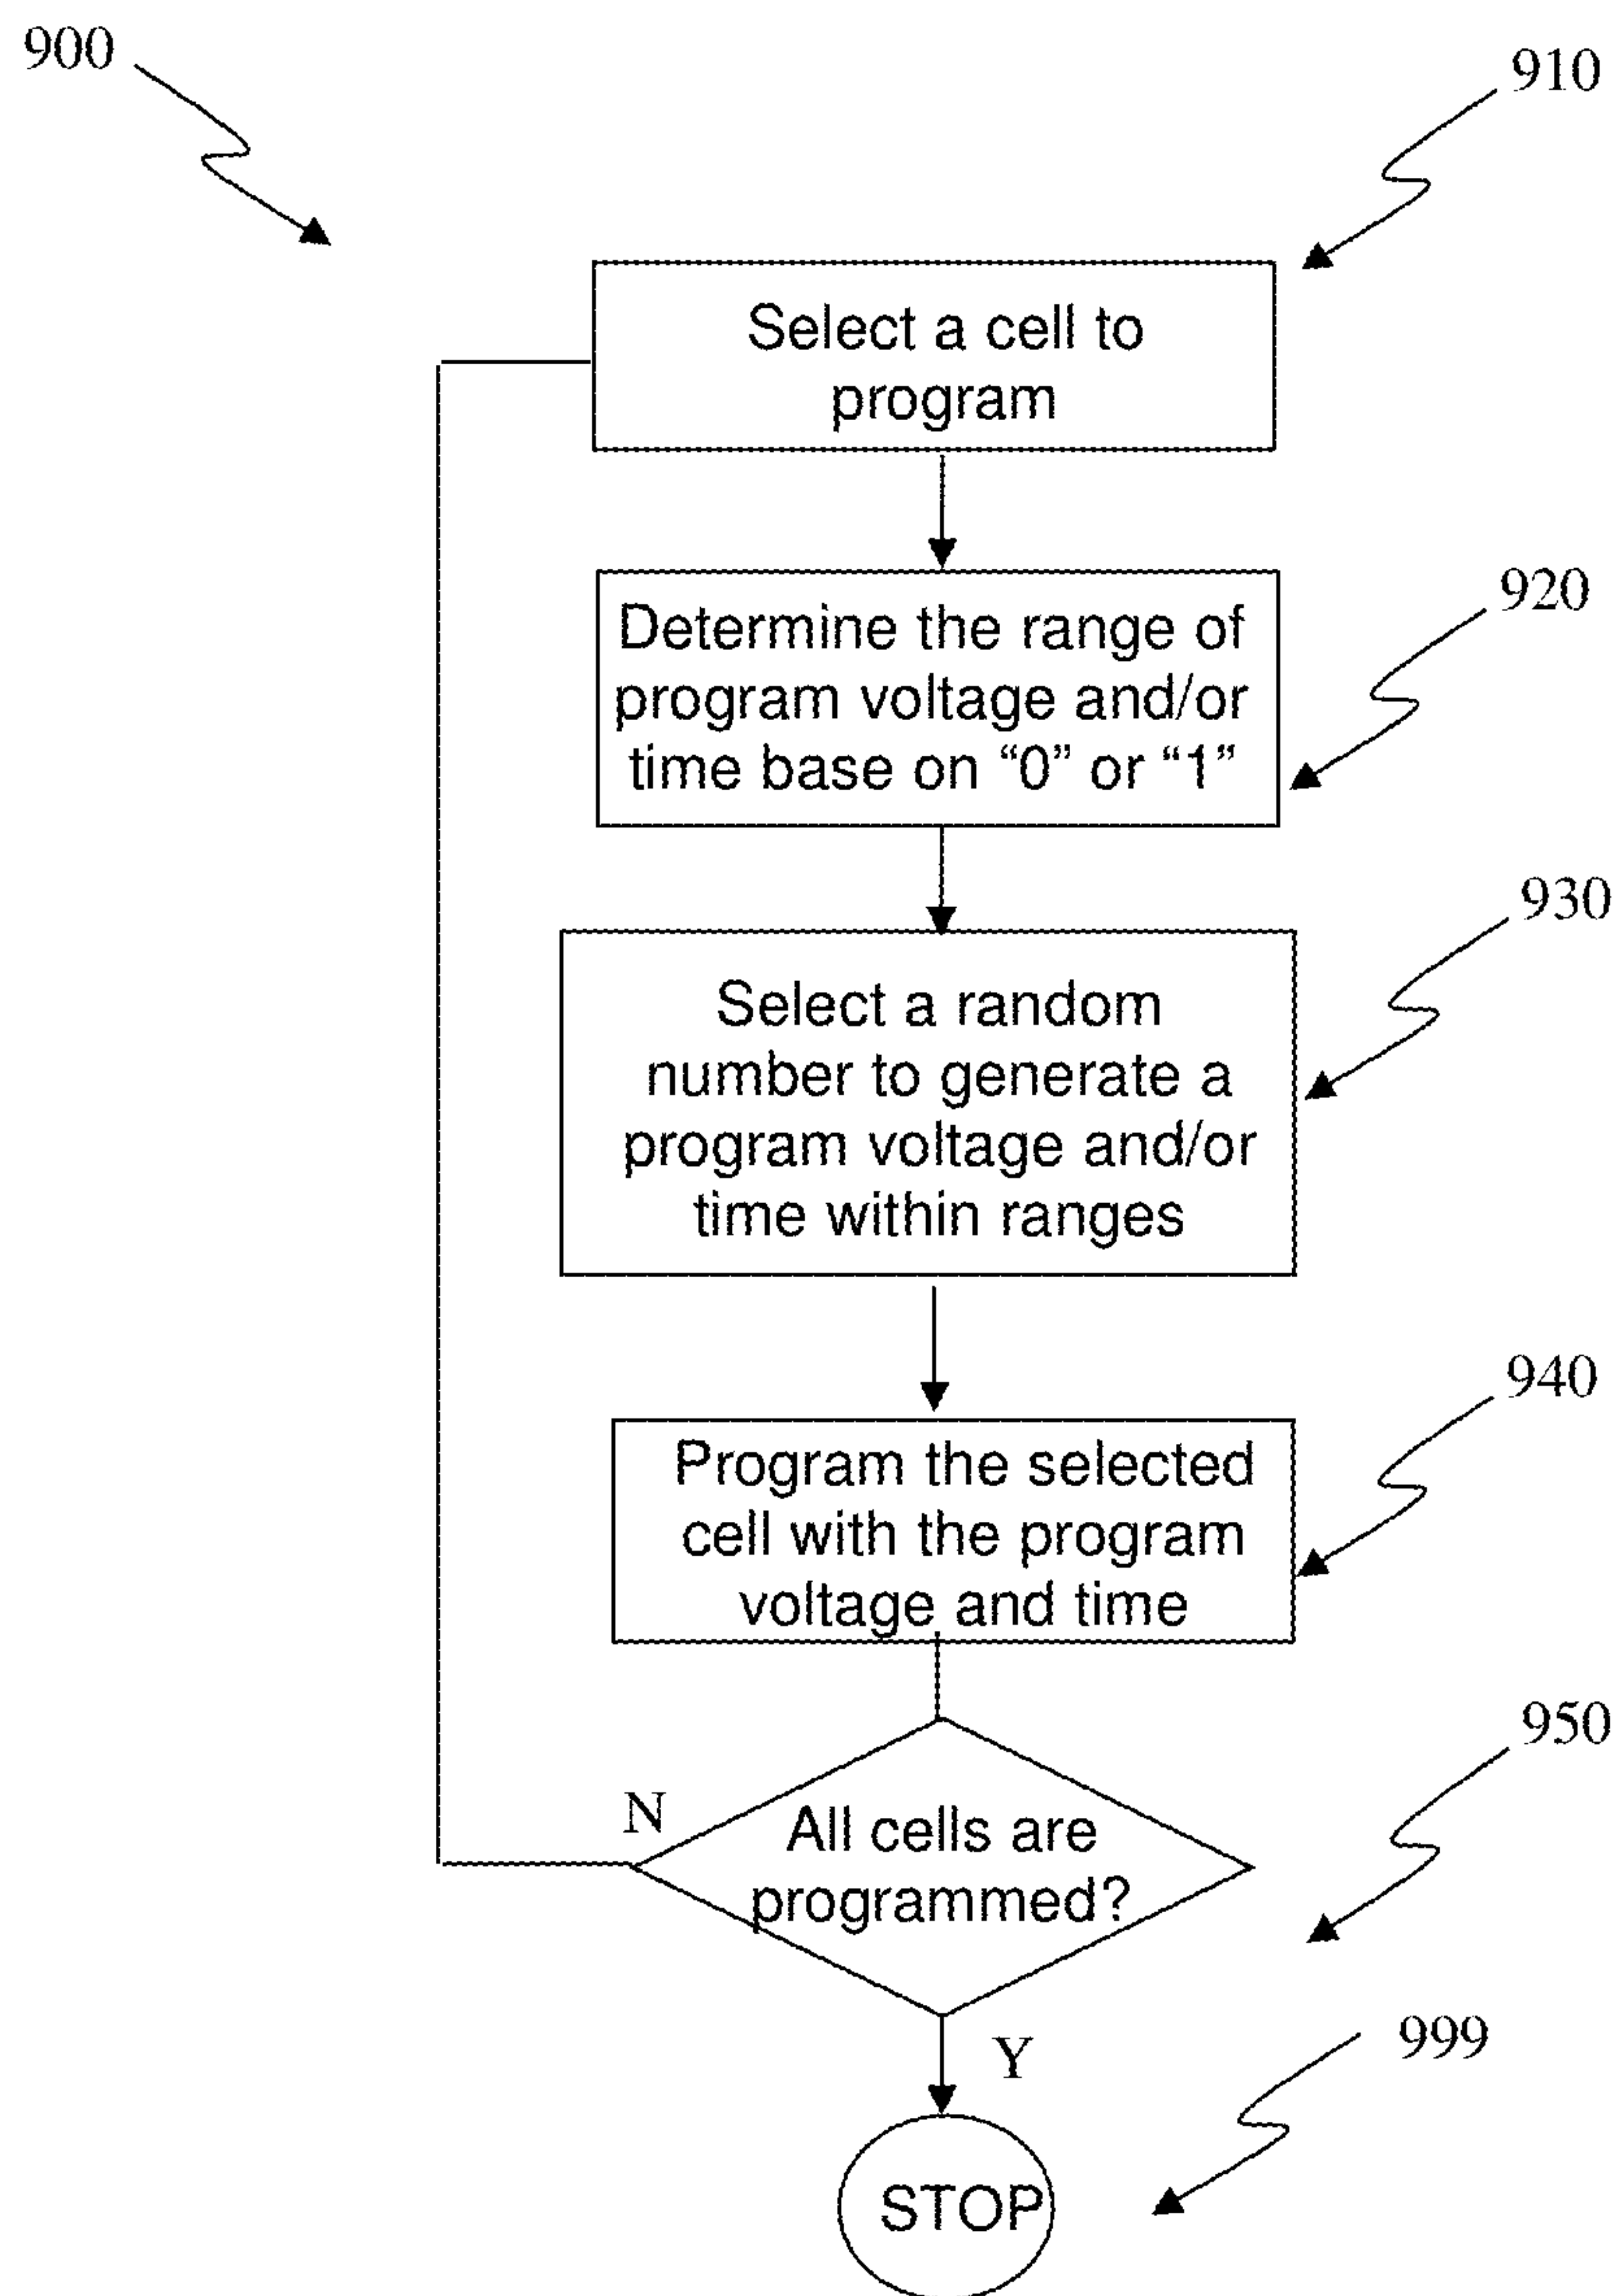 900
910
Select a cell to
program
920
Determine the range of
program voltage and/or
time base on “0” or “1”
930
Select a random
number to generate a
program voltage and/or
time within ranges
940
Program the selected
cell with the program
voltage and time
950
N
All cells are
programmed?
Y
999
STOP